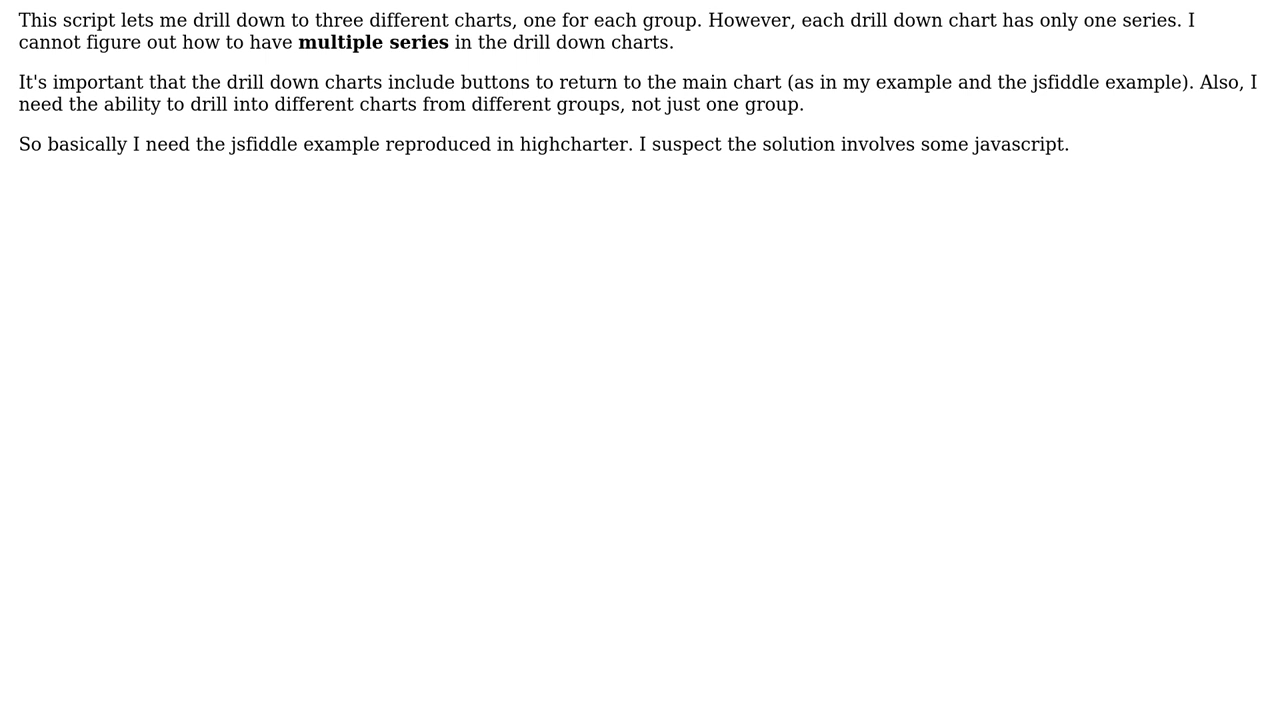 This script lets me drill down to three different charts, one for each group. However, each drill down chart has only one series. I
cannot figure out how to have multiple series in the drill down charts.
It's important that the drill down charts include buttons to return to the main chart (as in my example and the jsfiddle example). Also, I
need the ability to drill into different charts from different groups, not just one group.
So basically I need the jsfiddle example reproduced in highcharter. I suspect the solution involves some javascript.